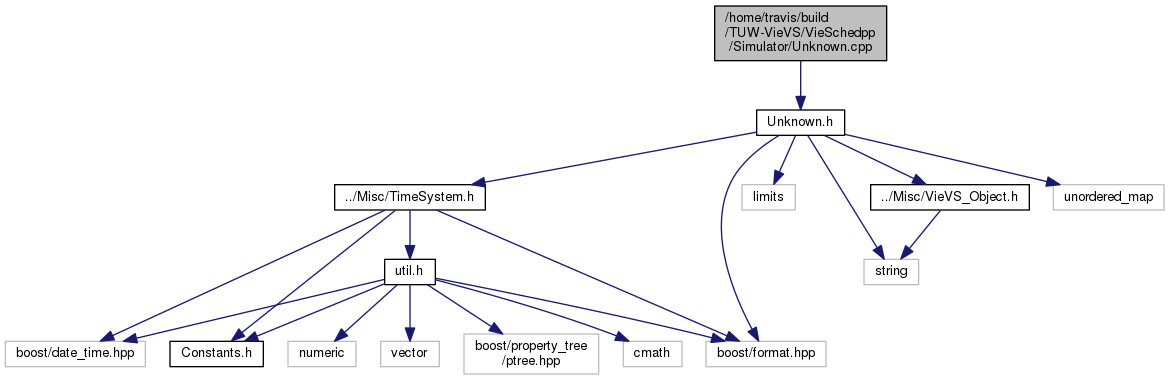 /home/travis/build
/TUW-VieVS/VieSchedpp
/Simulator/Unknown.cpp
Unknown.h
../Misc/TimeSystem.h
limits
../Misc/VieVS_Object.h
unordered_map
util.h
string
boost/date_time.hpp
Constants.h
numeric
vector
boost/property_tree
/ptree.hpp
cmath
boost/format.hpp